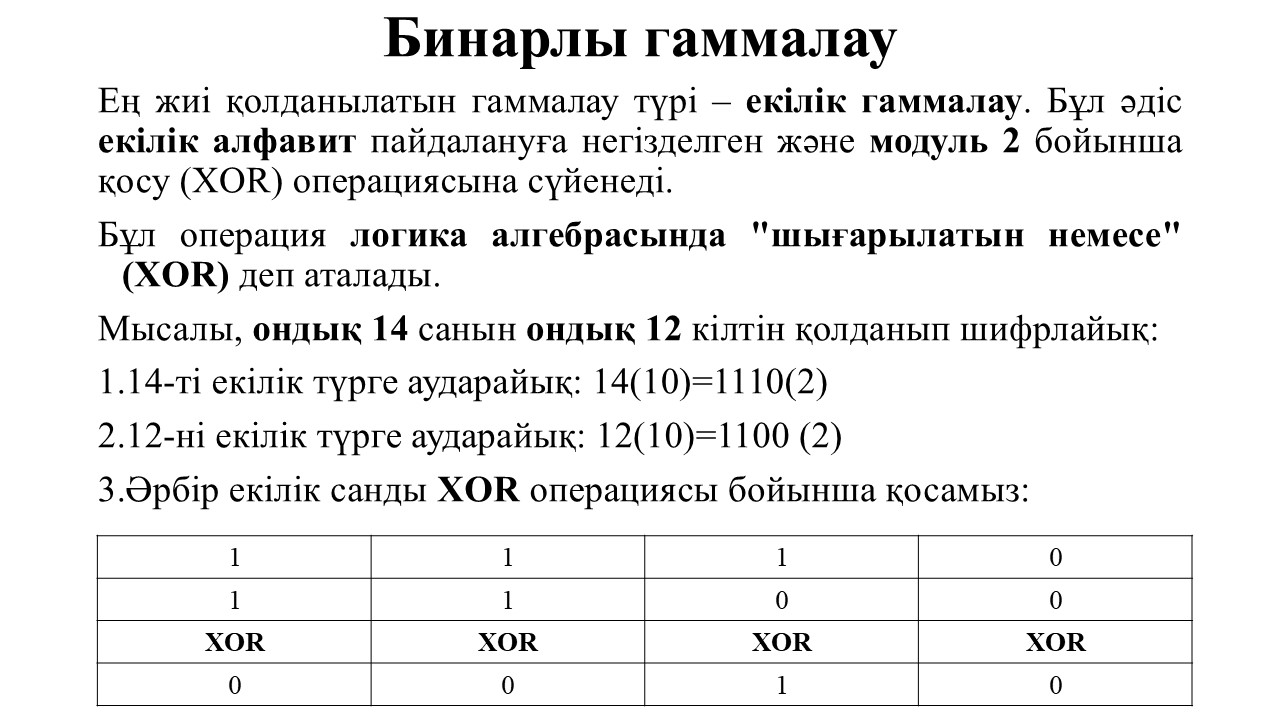 Бинарлы гаммалау
Ең жиі қолданылатын гаммалау түрі – екілік гаммалау. Бұл әдіс
екілік алфавит пайдалануға негізделген және модуль 2 бойынша
қосу (XOR) операциясына сүйенеді.
Бұл операция логика алгебрасында "шығарылатын немесе"
(XOR) деп аталады.
Мысалы, ондық 14 санын ондық 12 кілтін қолданып шифрлайық:
1.14-ті екілік түрге аударайық: 14(10)=1110(2)
2.12-ні екілік түрге аударайық: 12(10)=1100 (2)
3.Әрбір екілік санды XOR операциясы бойынша қосамыз:
1 1 1 0
1 1 0 0
XOR XOR XOR XOR
0 0 1 0